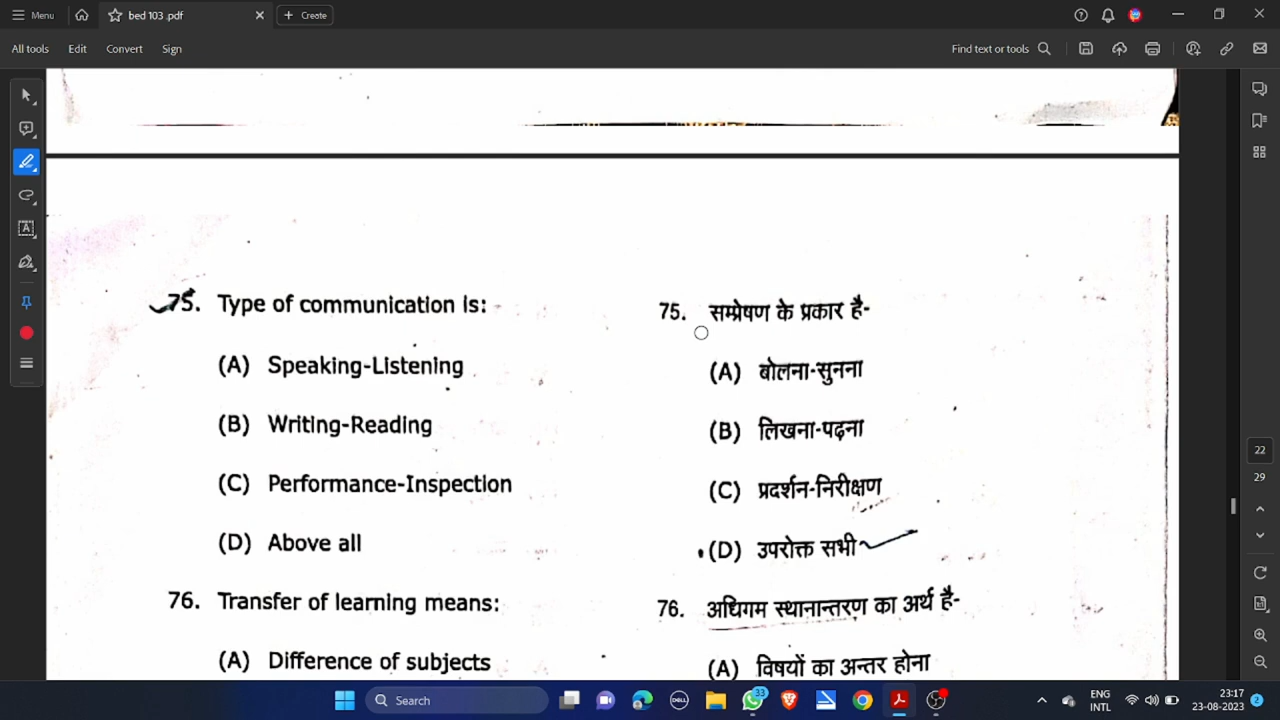 Menu
bed 103 .pdf
Create
All tools
Edit
Convert
Sign
Find text or tools
75. Type of communication is:
(A) Speaking-Listening
(B) Writing-Reading
(C) Performance-Inspection
(D) Above all
76. Transfer of learning means:
(A) Difference of subjects
75. सम्प्रेषण के प्रकार है-
(A) बोलना-सुनना
(B) लिखना-पढ़ना
(C) प्रदर्शन-निरीक्षण
(D) उपरोक्त सभी
76. अधिगम स्थानान्तरण का अर्थ है-
(A) विषयों का अन्तर होना
22
29
Search
DELL
33
ENG
INTL
23:17
23-08-2023
2